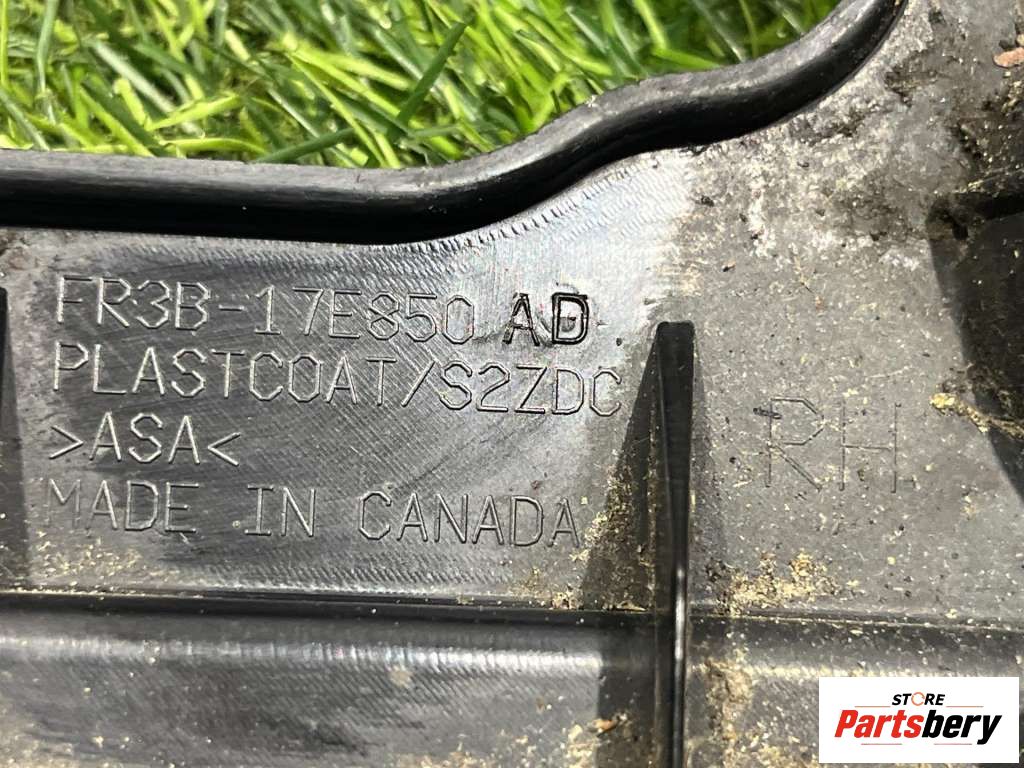 FR3B-17E850 AD
PLASTCOAT/S2ZDC
>ASA<
MADE IN CANADA
RH
STORE
Partsbery